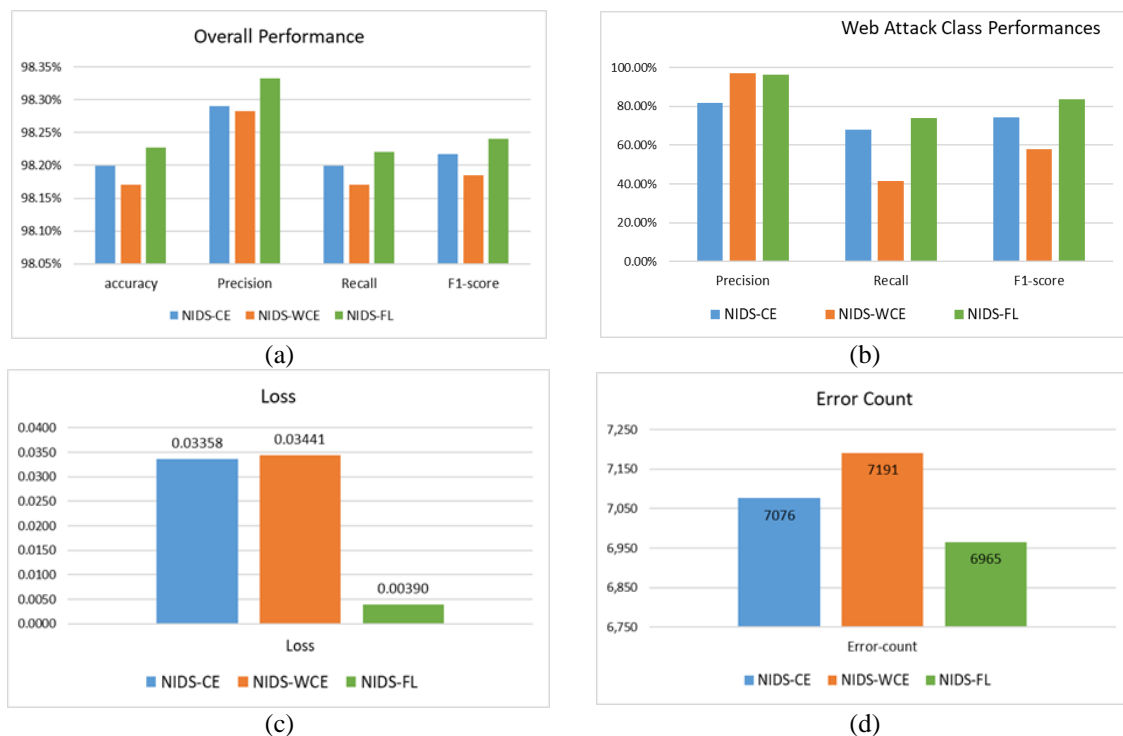 Overall Performance
98.35%
98.30%
98.25%
98.20%
98.15%
98.10%
98.05%
accuracy Precision Recall F1-score
NIDS-CE NIDS-WCE NIDS-FL
(a)
Web Attack Class Performances
100.00%
80.00%
60.00%
40.00%
20.00%
0.00%
Precision Recall F1-score
NIDS-CE NIDS-WCE NIDS-FL
(b)
Loss
0.0400
0.0350
0.0300
0.0250
0.0200
0.0150
0.0100
0.0050
0.0000
0.03358
0.03441
0.00390
Loss
NIDS-CE NIDS-WCE NIDS-FL
(c)
Error Count
7,250
7,150
7,050
6,950
6,850
6,750
7076
7191
6965
Error-count
NIDS-CE NIDS-WCE NIDS-FL
(d)